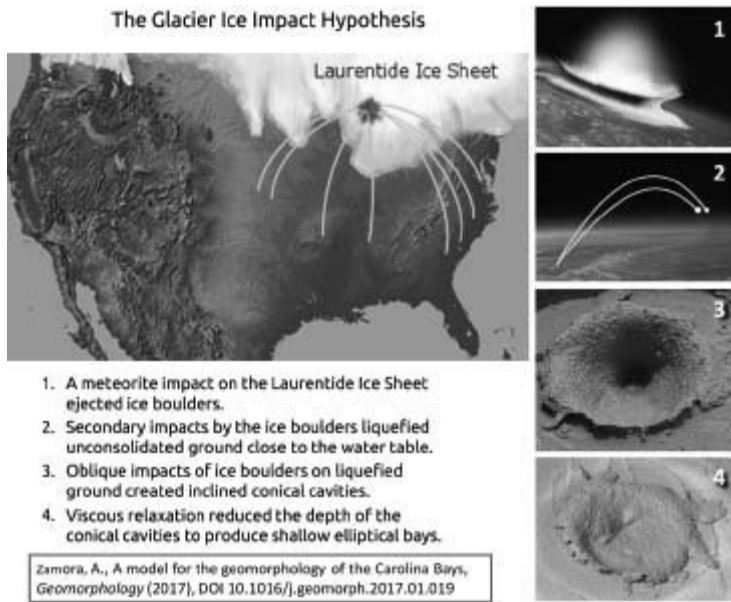 The Glacier Ice Impact Hypothesis
Laurentide Ice Sheet
1
2
3
4
1. A meteorite impact on the Laurentide Ice Sheet
ejected ice boulders.
2. Secondary impacts by the ice boulders liquefied
unconsolidated ground close to the water table.
3. Oblique impacts of ice boulders on liquefied
ground created inclined conical cavities.
4. Viscous relaxation reduced the depth of the
conical cavities to produce shallow elliptical bays.
Zamora, A., A model for the geomorphology of the Carolina Bays,
Geomorphology (2017), DOI 10.1016/j.geomorph.2017.01.019